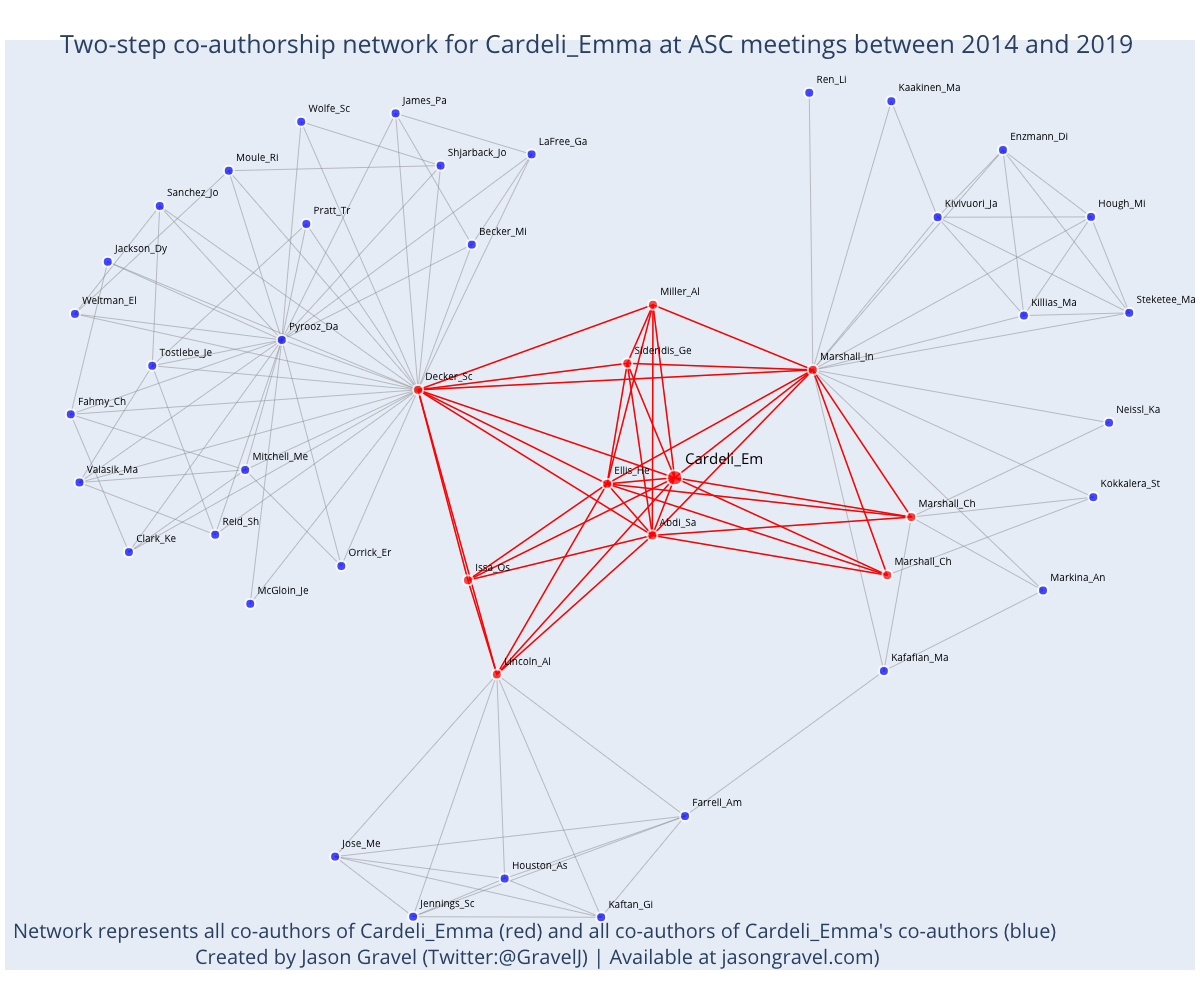 Two-step co-authorship network for Cardeli_Emma at ASC meetings between 2014 and 2019
Ren_Li
Kaakinen_Ma
James_Pa
Wolfe_Sc
Enzmann_Di
LaFree_Ga
Shjarback_Jo
Moule_Ri
Sanchez_Jo
Kivivuori_Ja
Hough_Mi
Pratt_Tr
Becker_Mi
Jackson_Dy
Miller_Al
Weitman_El
Killias_Ma
Steketee_Ma
Pyrooz_Da
Sideridis_Ge
Tostlebe_Je
Marshall_In
Decker_Sc
Fahmy_Ch
Neissl_Ka
Mitchell_Me
Cardeli_Em
Valasik_Ma
Ellis_He
Kokkalera_St
Marshall_Ch
Reid_Sh
Abdi_Sa
Clark_Ke
Orrick_Er
Marshall_Ch
Issa_Os
Markina_An
McGloin_Je
Kafafian_Ma
Lincoln_Al
Farrell_Am
Jose_Me
Houston_As
Jennings_Sc
Kaftan_Gi
Network represents all co-authors of Cardeli_Emma (red) and all co-authors of Cardeli_Emma's co-authors (blue)
Created by Jason Gravel (Twitter:@GravelJ) | Available at jasongravel.com)